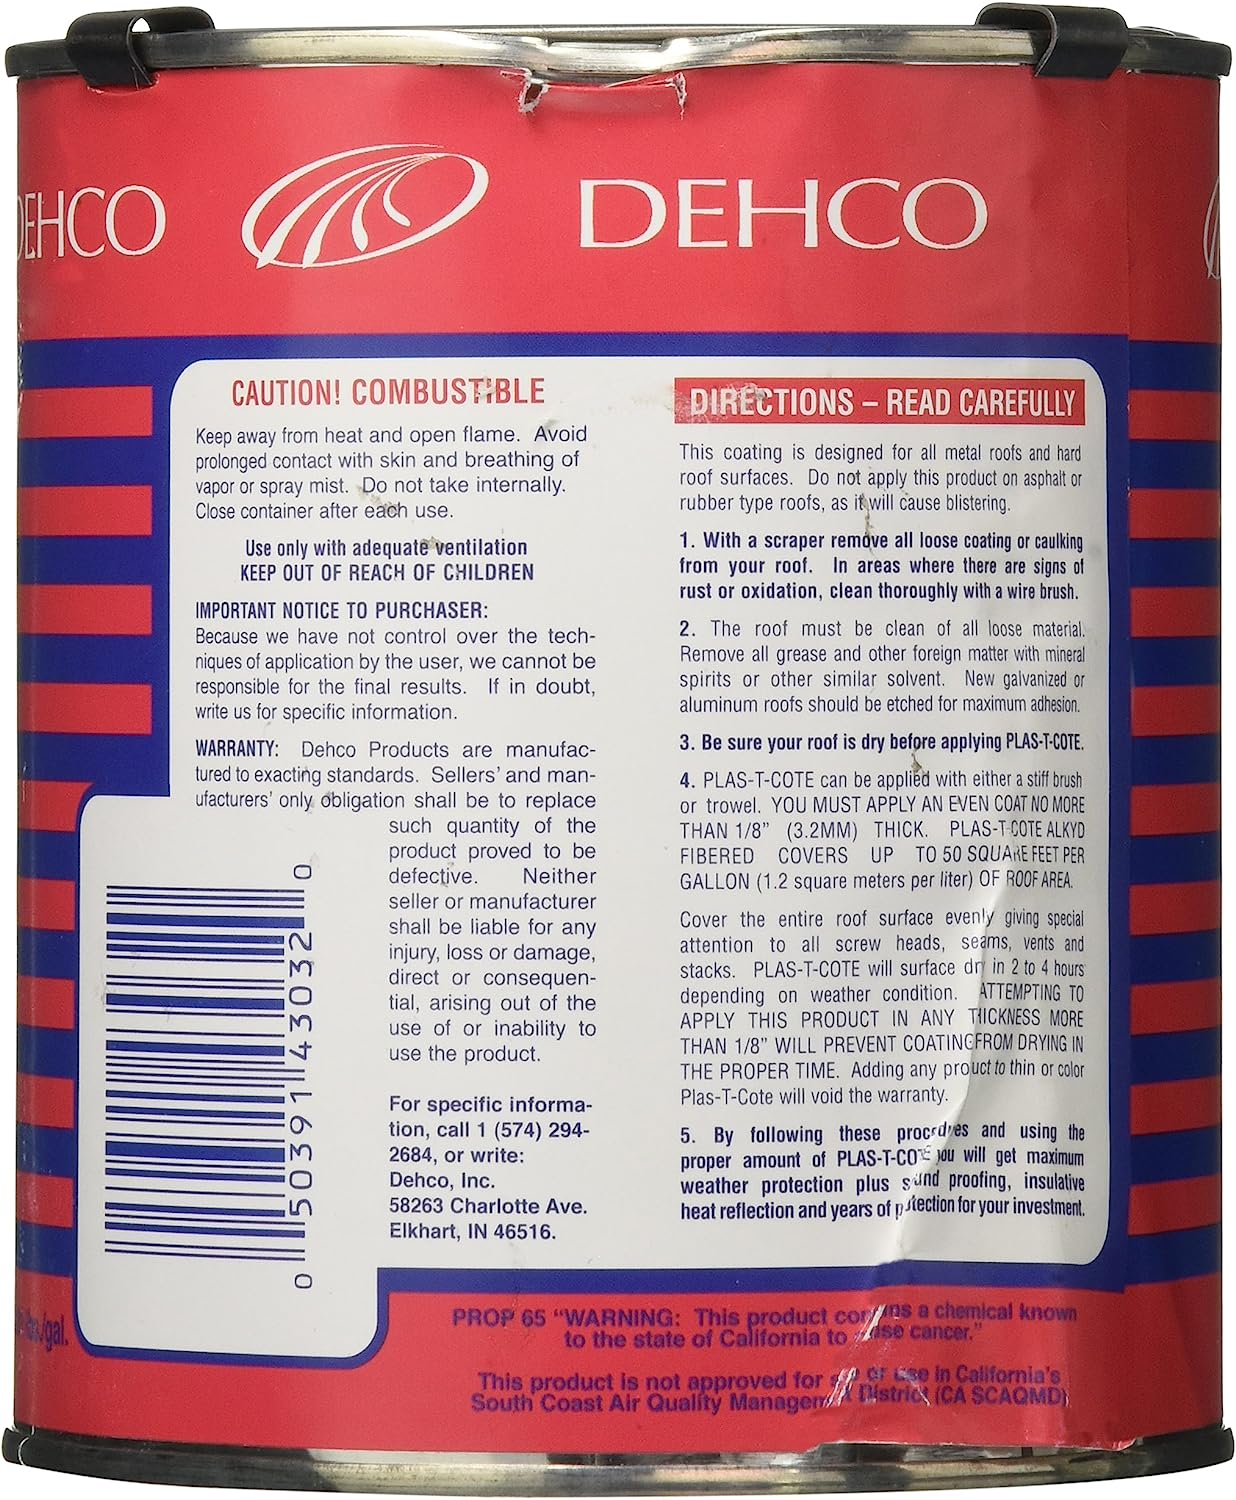 DEHCO
DEHCO
CAUTION! COMBUSTIBLE
Keep away from heat and open flame. Avoid
prolonged contact with skin and breathing of
vapor or spray mist. Do not take internally.
Close container after each use.
Use only with adequate ventilation
KEEP OUT OF REACH OF CHILDREN
IMPORTANT NOTICE TO PURCHASER:
Because we have not control over the tech-
niques of application by the user, we cannot be
responsible for the final results. If in doubt,
write us for specific information.
WARRANTY: Dehco Products are manufac-
tured to exacting standards. Sellers' and man-
ufacturers' only obligation shall be to replace
such quantity of the
product proved to be
defective. Neither
seller or manufacturer
shall be liable for any
injury, loss or damage,
direct or consequen-
tial, arising out of the
use of or inability to
use the product.
For specific informa-
tion, call 1 (574) 294-
2684, or write:
Dehco, Inc.
58263 Charlotte Ave.
Elkhart, IN 46516.
0 50391 43032 0
DIRECTIONS – READ CAREFULLY
This coating is designed for all metal roofs and hard
roof surfaces. Do not apply this product on asphalt or
rubber type roofs, as it will cause blistering.
1. With a scraper remove all loose coating or caulking
from your roof. In areas where there are signs of
rust or oxidation, clean thoroughly with a wire brush.
2. The roof must be clean of all loose material.
Remove all grease and other foreign matter with mineral
spirits or other similar solvent. New galvanized or
aluminum roofs should be etched for maximum adhesion.
3. Be sure your roof is dry before applying PLAS-T-COTE.
4. PLAS-T-COTE can be applied with either a stiff brush
or trowel. YOU MUST APPLY AN EVEN COAT NO MORE
THAN 1/8" (3.2MM) THICK. PLAS-T-COTE ALKYD
FIBERED COVERS UP TO 50 SQUARE FEET PER
GALLON (1.2 square meters per liter) OF ROOF AREA.
Cover the entire roof surface evenly giving special
attention to all screw heads, seams, vents and
stacks. PLAS-T-COTE will surface dry in 2 to 4 hours
depending on weather condition. ATTEMPTING TO
APPLY THIS PRODUCT IN ANY THICKNESS MORE
THAN 1/8" WILL PREVENT COATING FROM DRYING IN
THE PROPER TIME. Adding any product to thin or color
Plas-T-Cote will void the warranty.
5. By following these procedures and using the
proper amount of PLAS-T-COTE you will get maximum
weather protection plus sound proofing, insulative
heat reflection and years of protection for your investment.
PROP 65 "WARNING: This product contains a chemical known
to the state of California to cause cancer."
This product is not approved for sale or use in California's
South Coast Air Quality Management District (CA SCAQMD)
/gal.